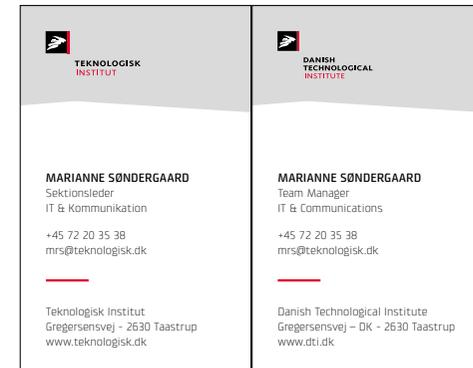 TEKNOLOGISK
INSTITUT
MARIANNE SØNDERGAARD
Sektionsleder
IT & Kommunikation
+45 72 20 35 38
mrs@teknologisk.dk
Teknologisk Institut
Gregersensvej - 2630 Taastrup
www.teknologisk.dk
DANISH
TECHNOLOGICAL
INSTITUTE
MARIANNE SØNDERGAARD
Team Manager
IT & Communications
+45 72 20 35 38
mrs@teknologisk.dk
Danish Technological Institute
Gregersensvej – DK - 2630 Taastrup
www.dti.dk